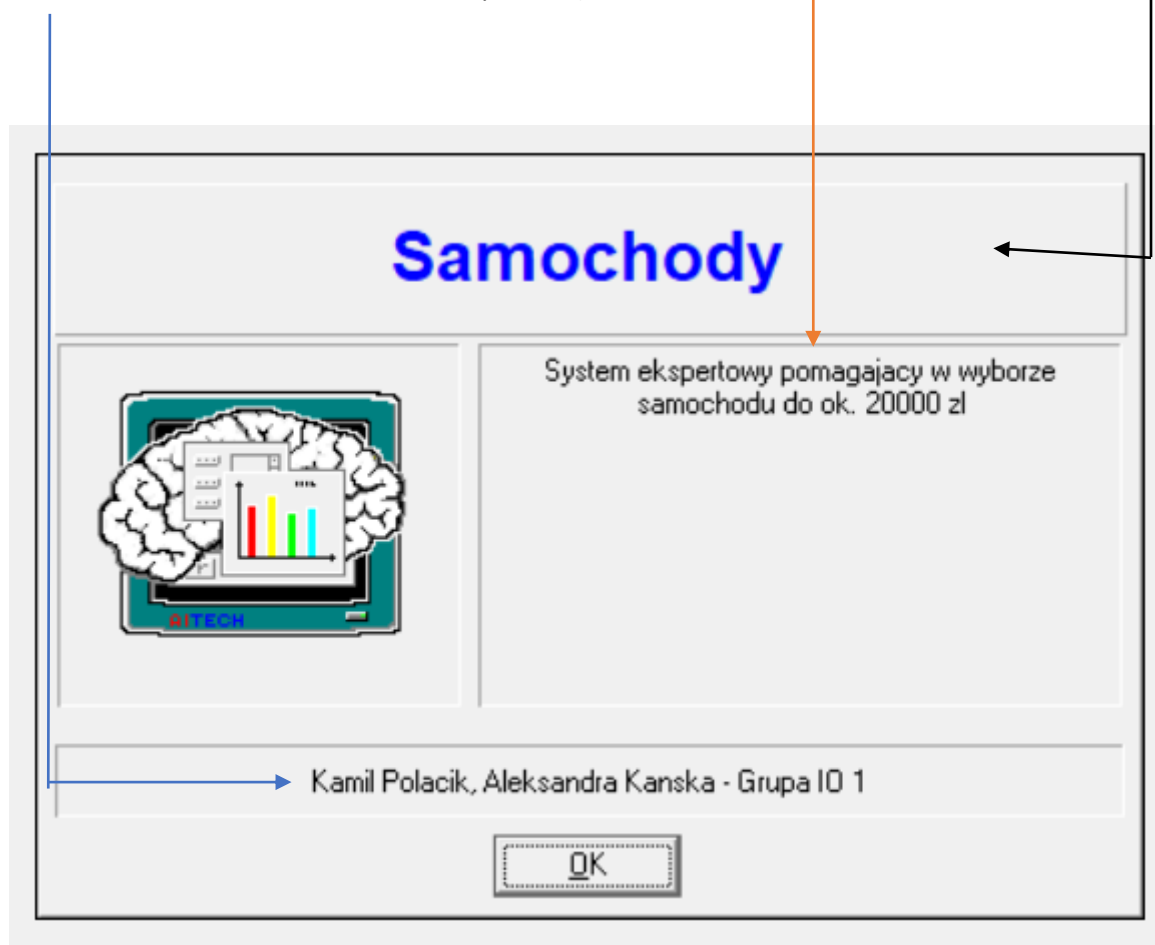 Samochody
System ekspertowy pomagajacy w wyborze
samochodu do ok. 20000 zl
AITECH
Kamil Polacik, Aleksandra Kanska - Grupa IO 1
OK